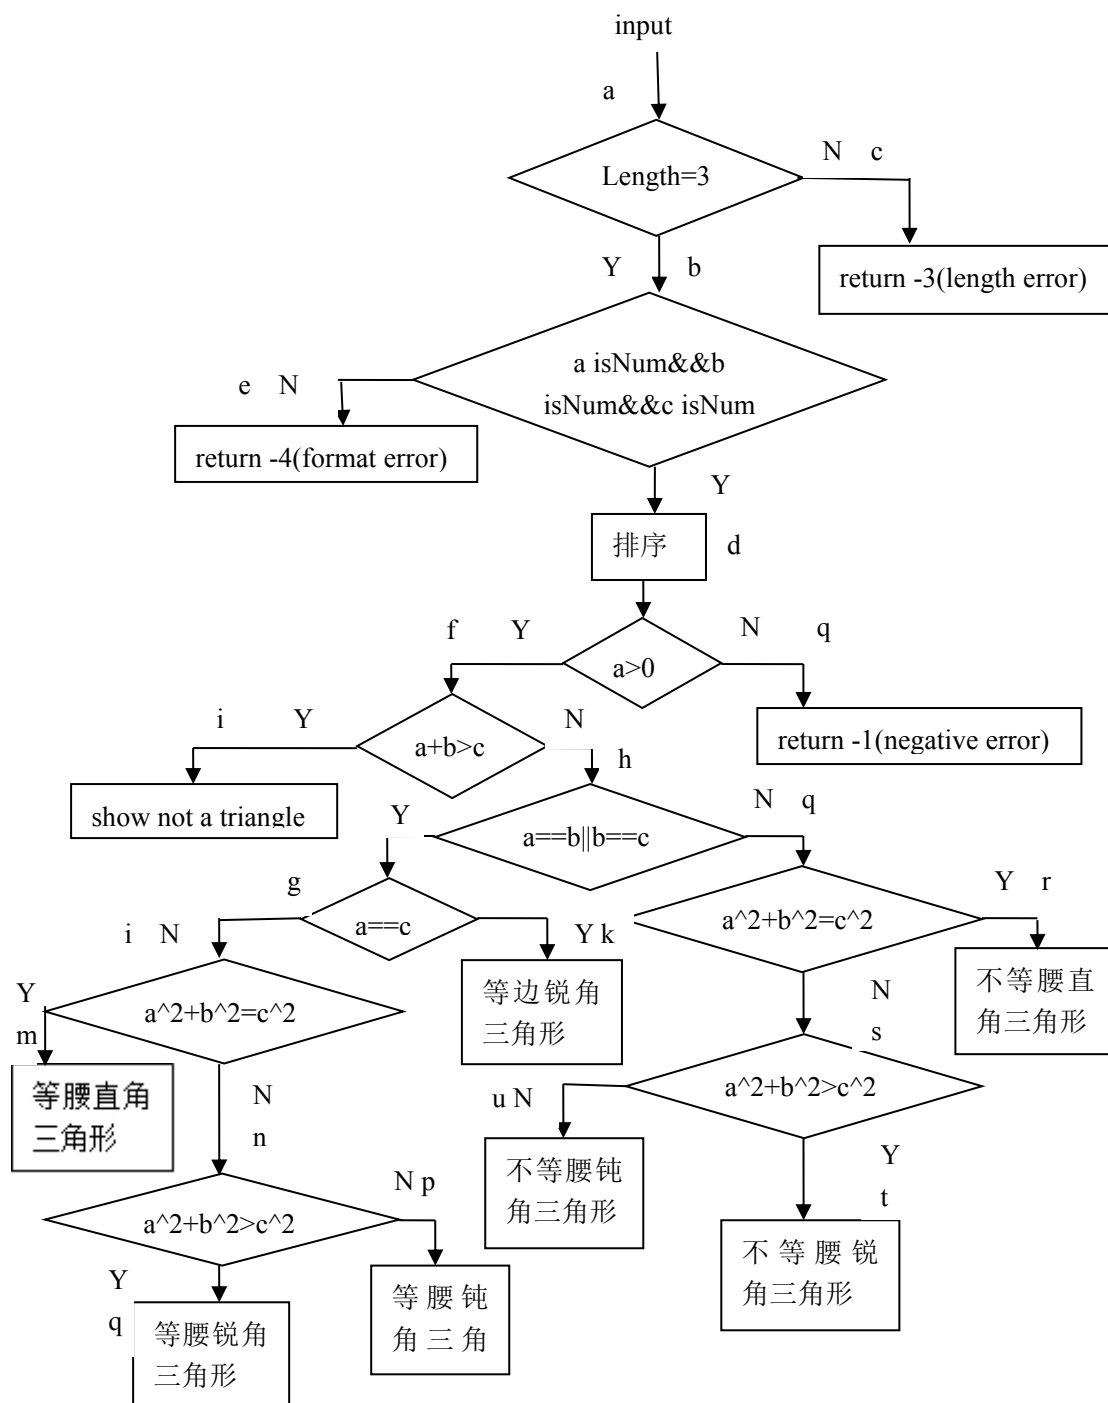 input
a
Length=3
N c
return -3(length error)
Y b
a isNum&&b
isNum&&c isNum
e N
return -4(format error)
Y
排序
d
a>0
f Y
N q
return -1(negative error)
a+b>c
i Y
N
h
show not a triangle
a==b||b==c
Y
N q
g
a==c
i N
Y k
等边锐角
三角形
a^2+b^2=c^2
Y r
不等腰直
角三角形
a^2+b^2=c^2
Y
m
等腰直角
三角形
N
n
N
s
a^2+b^2>c^2
u N
不等腰钝
角三角形
Y
t
不等腰锐
角三角形
a^2+b^2>c^2
N p
等腰钝
角三角
Y
q
等腰锐角
三角形